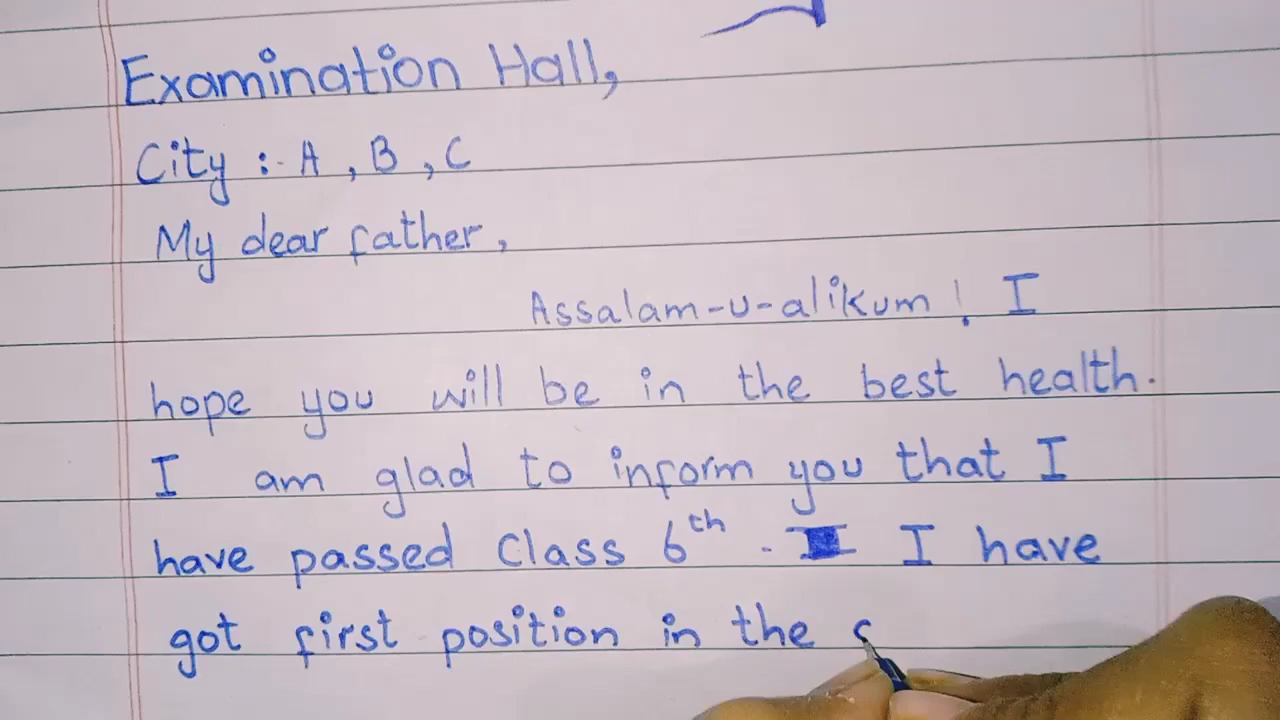 Examination Hall,
City :- A , B , C
My dear father,
Assalam-u-alikum ! I
hope you will be in the best health.
I am glad to inform you that I
have passed Class 6th . I have
got first position in the